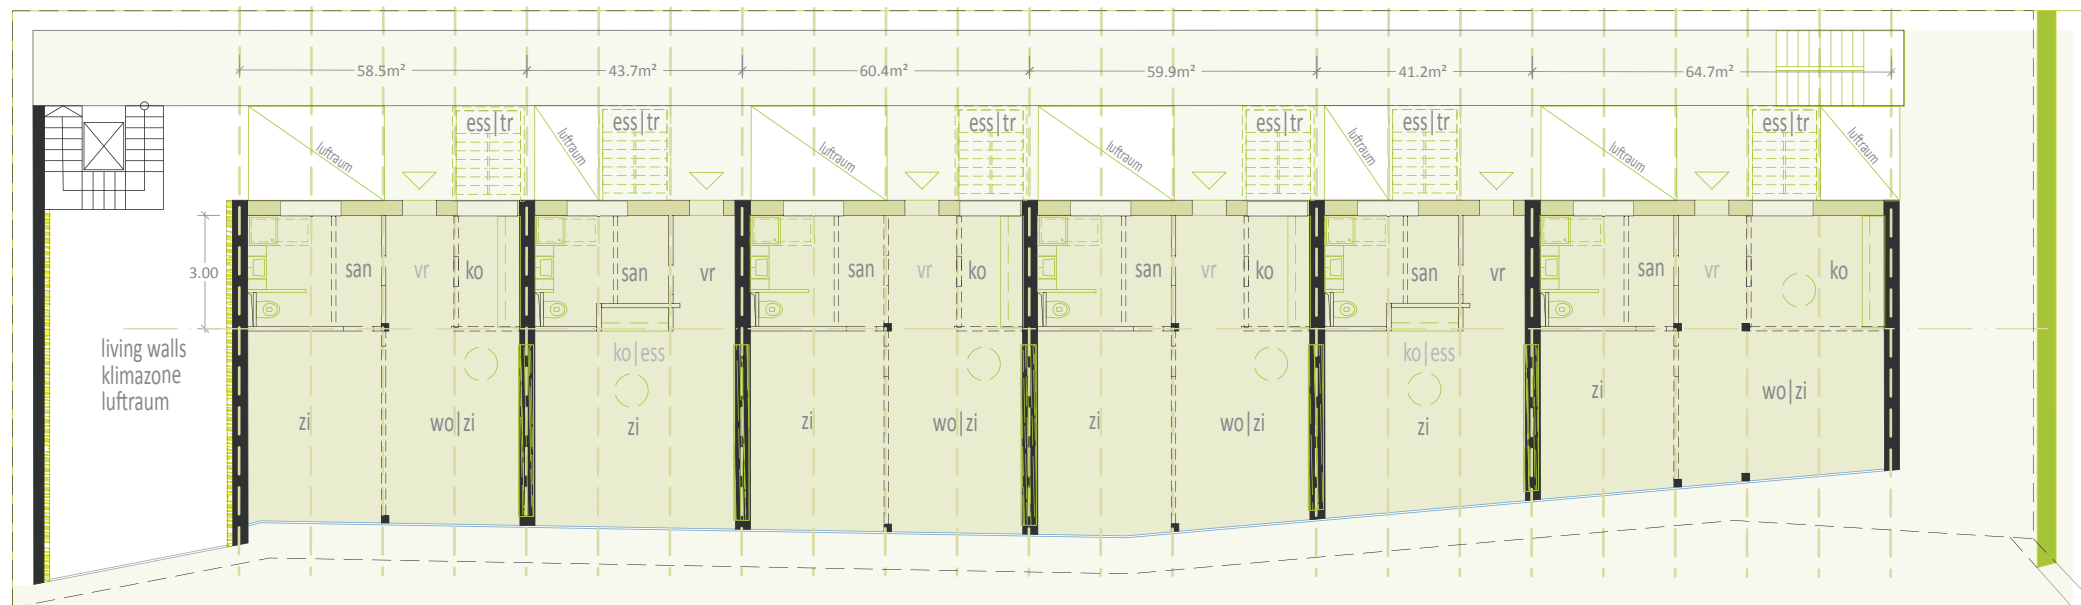 58.5m² 43.7m² 60.4m² 59.9m² 41.2m² 64.7m²
ess|tr ess|tr ess|tr ess|tr ess|tr ess|tr
luftraum luftraum luftraum luftraum luftraum luftraum luftraum
3.00
san vr ko san vr san vr ko san vr ko san vr san vr ko
living walls
klimazone
luftraum
ko|ess ko|ess
zi wo|zi zi zi wo|zi zi wo|zi zi zi wo|zi